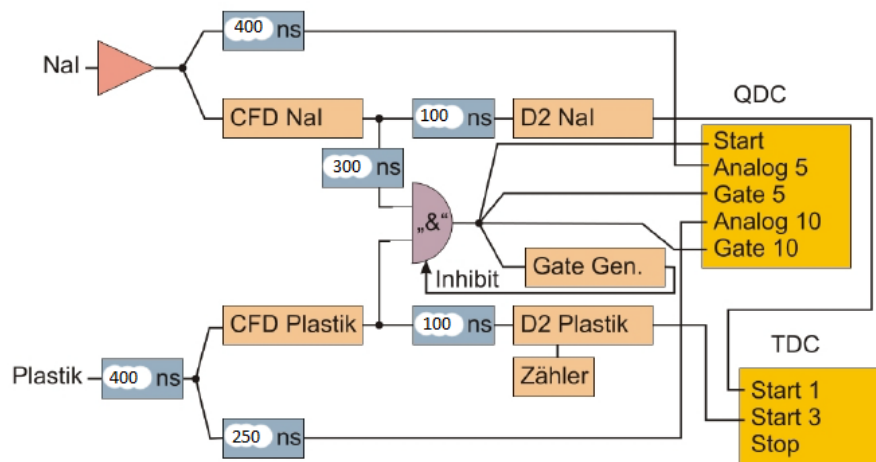 400 ns
NaI
QDC
CFD NaI
100 ns
D2 NaI
Start
Analog 5
300 ns
Gate 5
„&“
Analog 10
Gate 10
Inhibit
Gate Gen.
CFD Plastik
100 ns
D2 Plastik
TDC
Plastik
400 ns
Zähler
Start 1
Start 3
250 ns
Stop